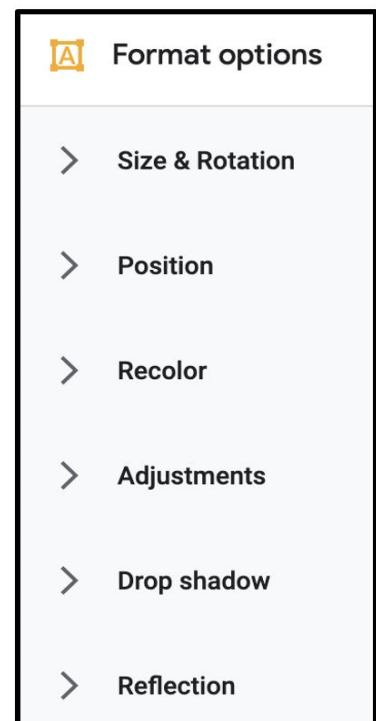 A Format options
Size & Rotation
Position
Recolor
Adjustments
Drop shadow
Reflection